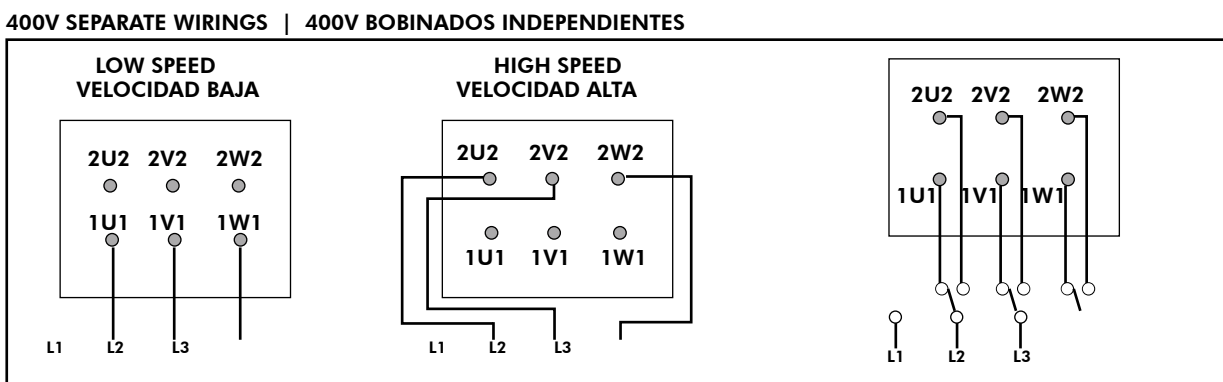 400V SEPARATE WIRINGS | 400V BOBINADOS INDEPENDIENTES
LOW SPEED
VELOCIDAD BAJA
2U2 2V2 2W2
1U1 1V1 1W1
L1 L2 L3
HIGH SPEED
VELOCIDAD ALTA
2U2 2V2 2W2
1U1 1V1 1W1
L1 L2 L3
2U2 2V2 2W2
1U1 1V1 1W1
L1 L2 L3